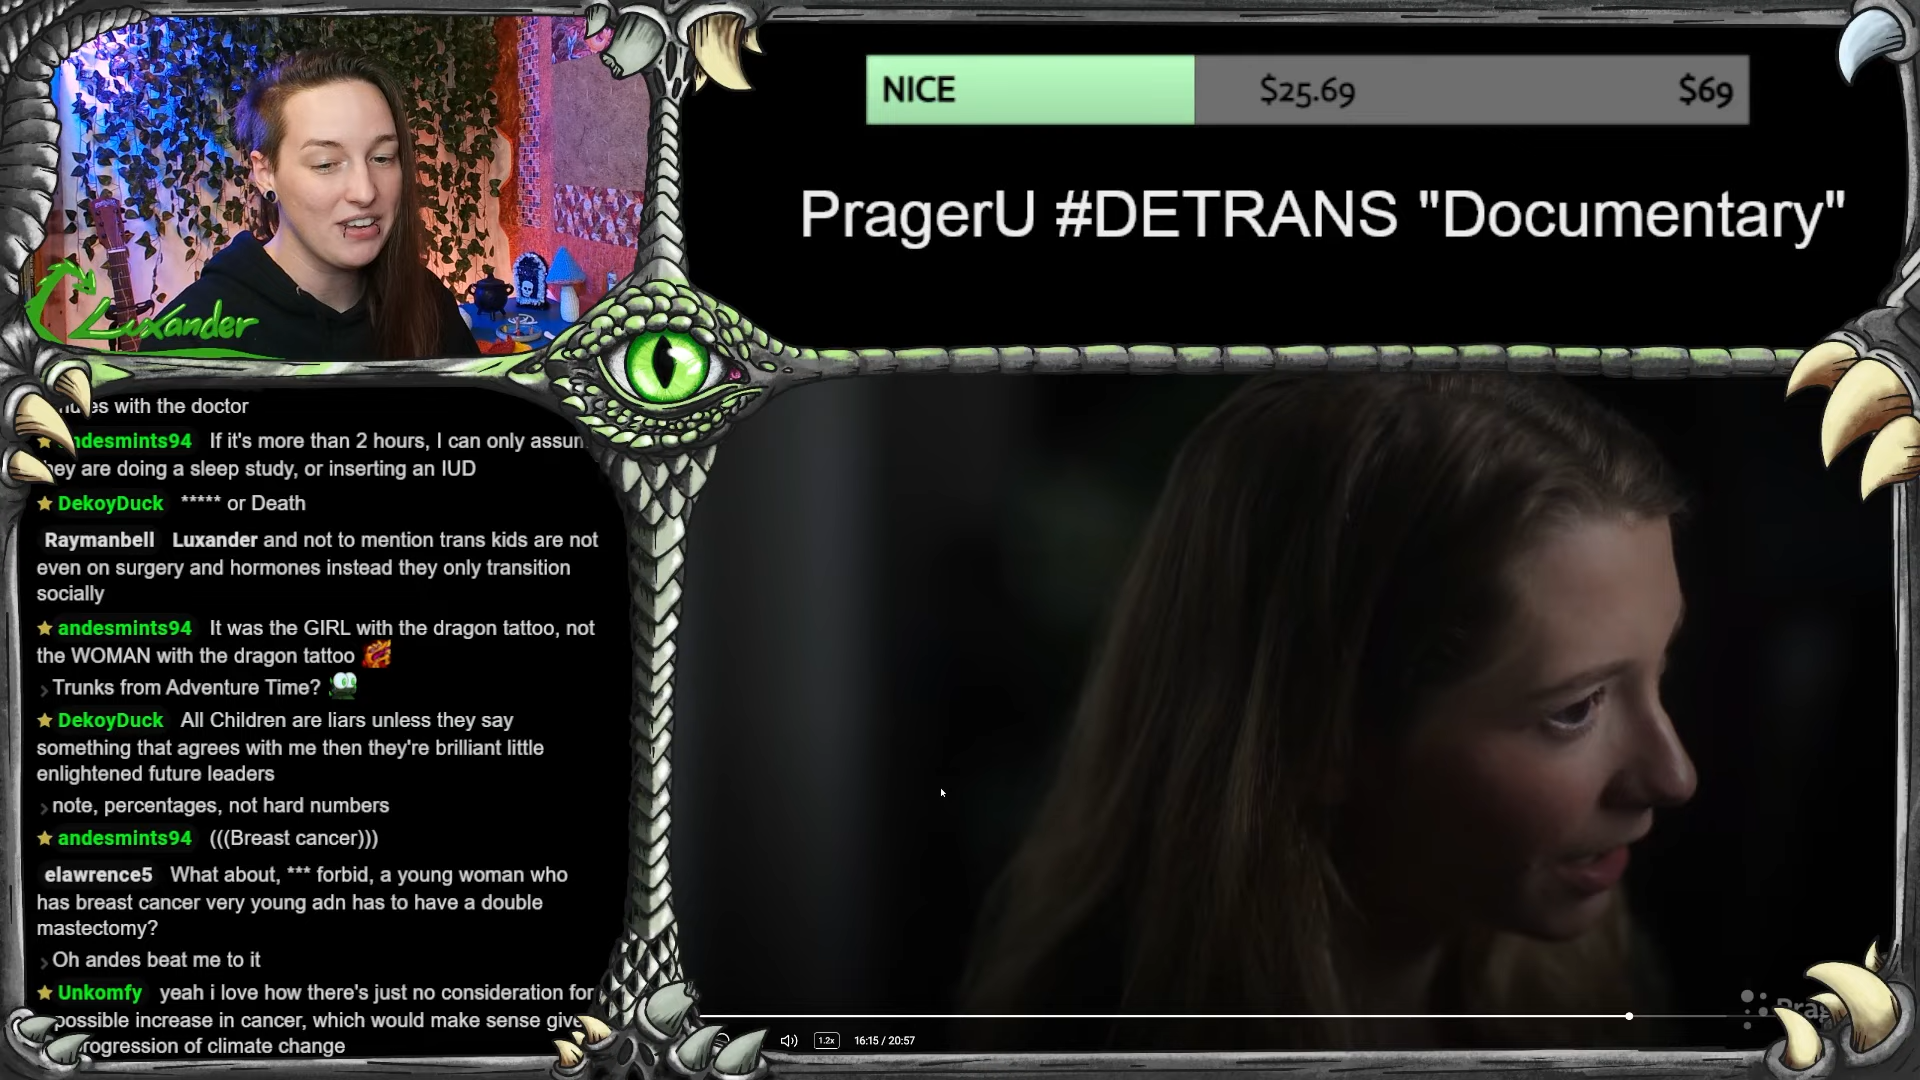 NICE $25.69 $69
PragerU #DETRANS "Documentary"
Luxander
with the doctor
andesmints94 If it's more than 2 hours, I can only assum
they are doing a sleep study, or inserting an IUD
DekoyDuck ***** or Death
Raymanbell Luxander and not to mention trans kids are not
even on surgery and hormones instead they only transition
socially
andesmints94 It was the GIRL with the dragon tattoo, not
the WOMAN with the dragon tattoo
Trunks from Adventure Time?
DekoyDuck All Children are liars unless they say
something that agrees with me then they're brilliant little
enlightened future leaders
note, percentages, not hard numbers
andesmints94 (((Breast cancer)))
elawrence5 What about, *** forbid, a young woman who
has breast cancer very young adn has to have a double
mastectomy?
Oh andes beat me to it
Unkomfy yeah i love how there's just no consideration for
possible increase in cancer, which would make sense give
rogression of climate change
1.2x 16:15 / 20:57
Prag